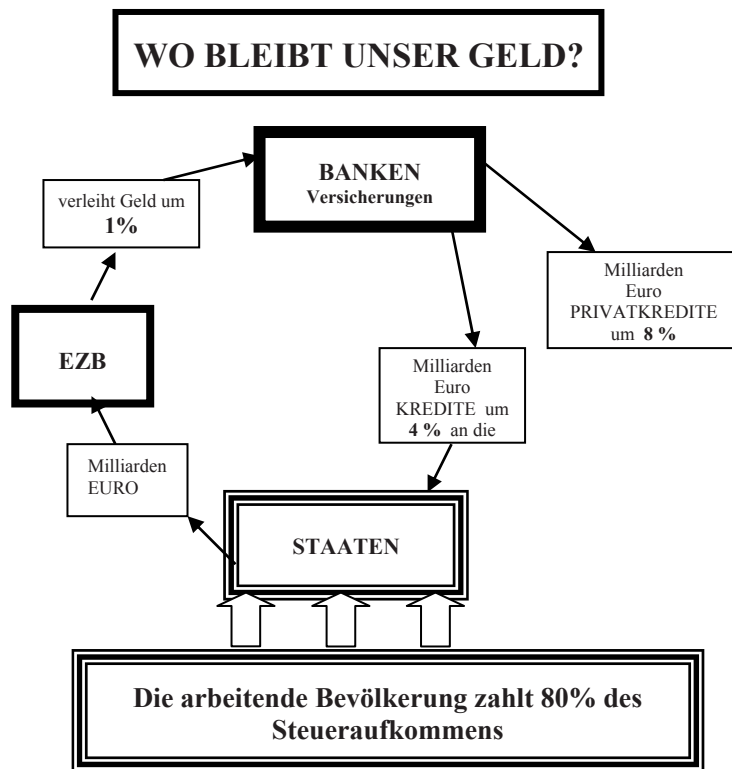 WO BLEIBT UNSER GELD?
BANKEN
Versicherungen
verleiht Geld um
1%
Milliarden
Euro
PRIVATKREDITE
um 8 %
EZB
Milliarden
Euro
KREDITE um
4 % an die
Milliarden
EURO
STAATEN
Die arbeitende Bevölkerung zahlt 80% des
Steueraufkommens